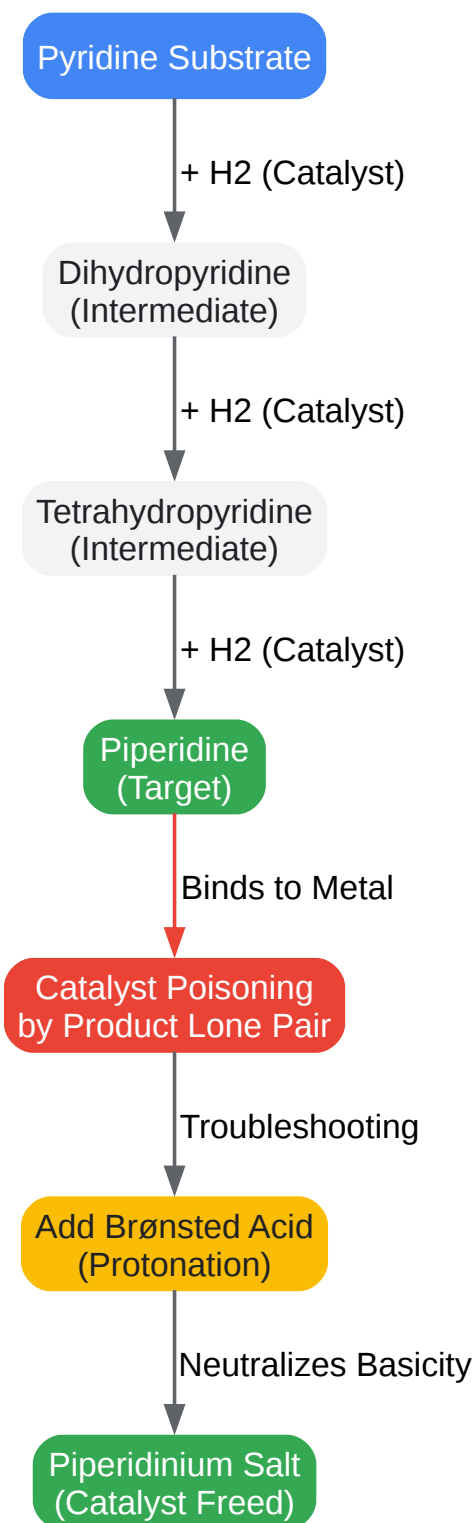 Pyridine Substrate
+ H2 (Catalyst)
Dihydropyridine
(Intermediate)
+ H2 (Catalyst)
Tetrahydropyridine
(Intermediate)
+ H2 (Catalyst)
Piperidine
(Target)
Binds to Metal
Catalyst Poisoning
by Product Lone Pair
Troubleshooting
Add Brønsted Acid
(Protonation)
Neutralizes Basicity
Piperidinium Salt
(Catalyst Freed)